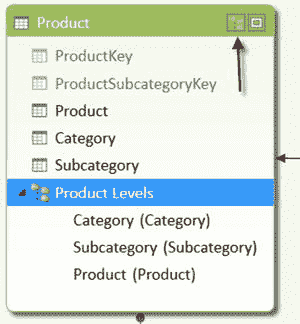 Product
ProductKey
ProductSubcategoryKey
Product
Category
Subcategory
Product Levels
Category (Category)
Subcategory (Subcategory)
Product (Product)